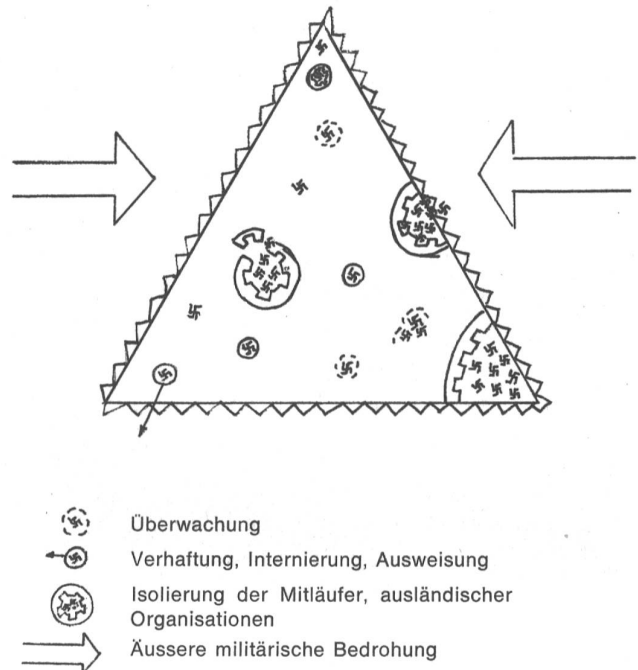 Überwachung
Verhaftung, Internierung, Ausweisung
Isolierung der Mitläufer, ausländischer
Organisationen
Äussere militärische Bedrohung